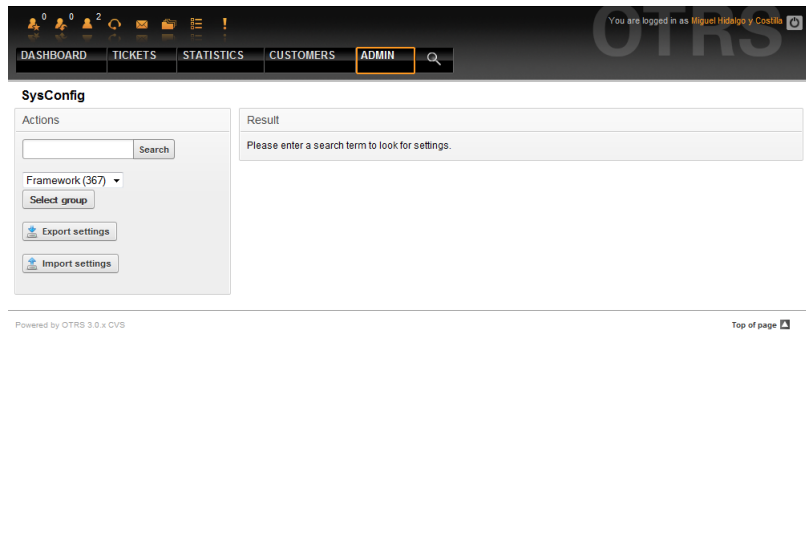 0 0 2
You are logged in as Miguel Hidalgo y Costilla
OTRS
DASHBOARD TICKETS STATISTICS CUSTOMERS ADMIN
SysConfig
Actions
Search
Framework (367)
Select group
Export settings
Import settings
Result
Please enter a search term to look for settings.
Powered by OTRS 3.0.x CVS
Top of page